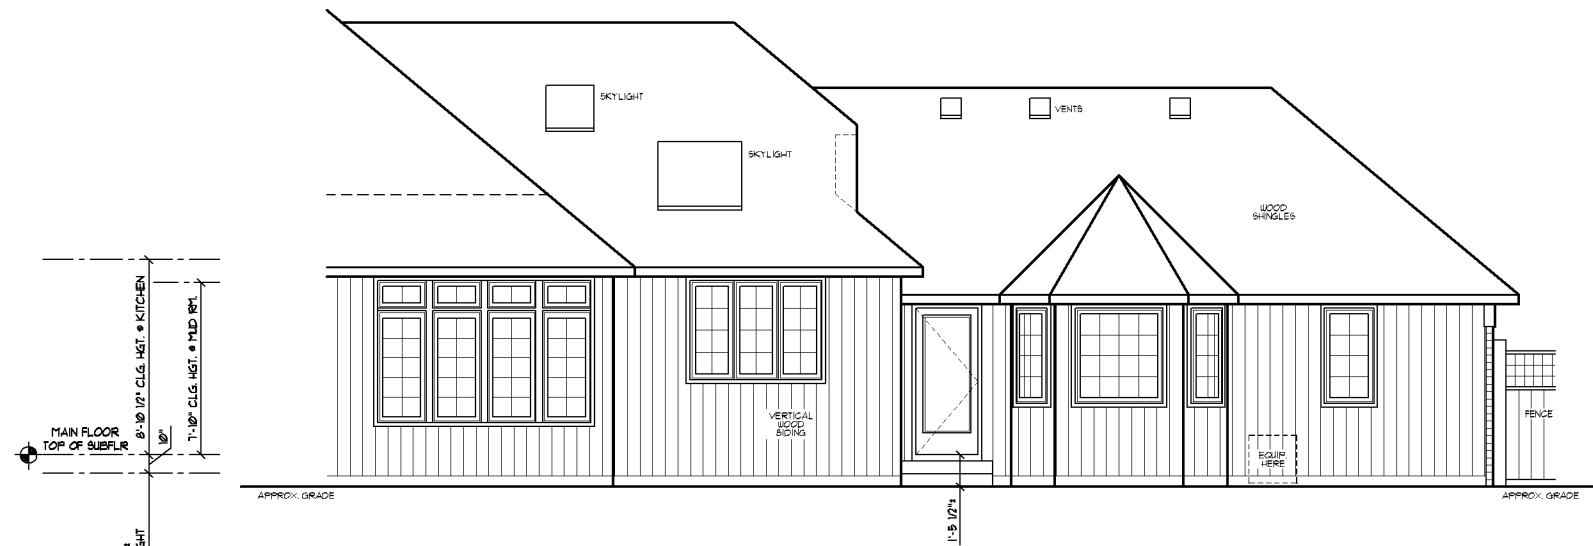 SKYLIGHT
VENTS
SKYLIGHT
WOOD
SHINGLES
8'-10 1/2" CLG. HGT. @ KITCHEN
7'-10" CLG. HGT. @ MUD RM.
10"
MAIN FLOOR
TOP OF SUBFLR
VERTICAL
WOOD
SIDING
FENCE
EQUIP.
HERE
APPROX. GRADE
APPROX. GRADE
1'-5 1/2"±